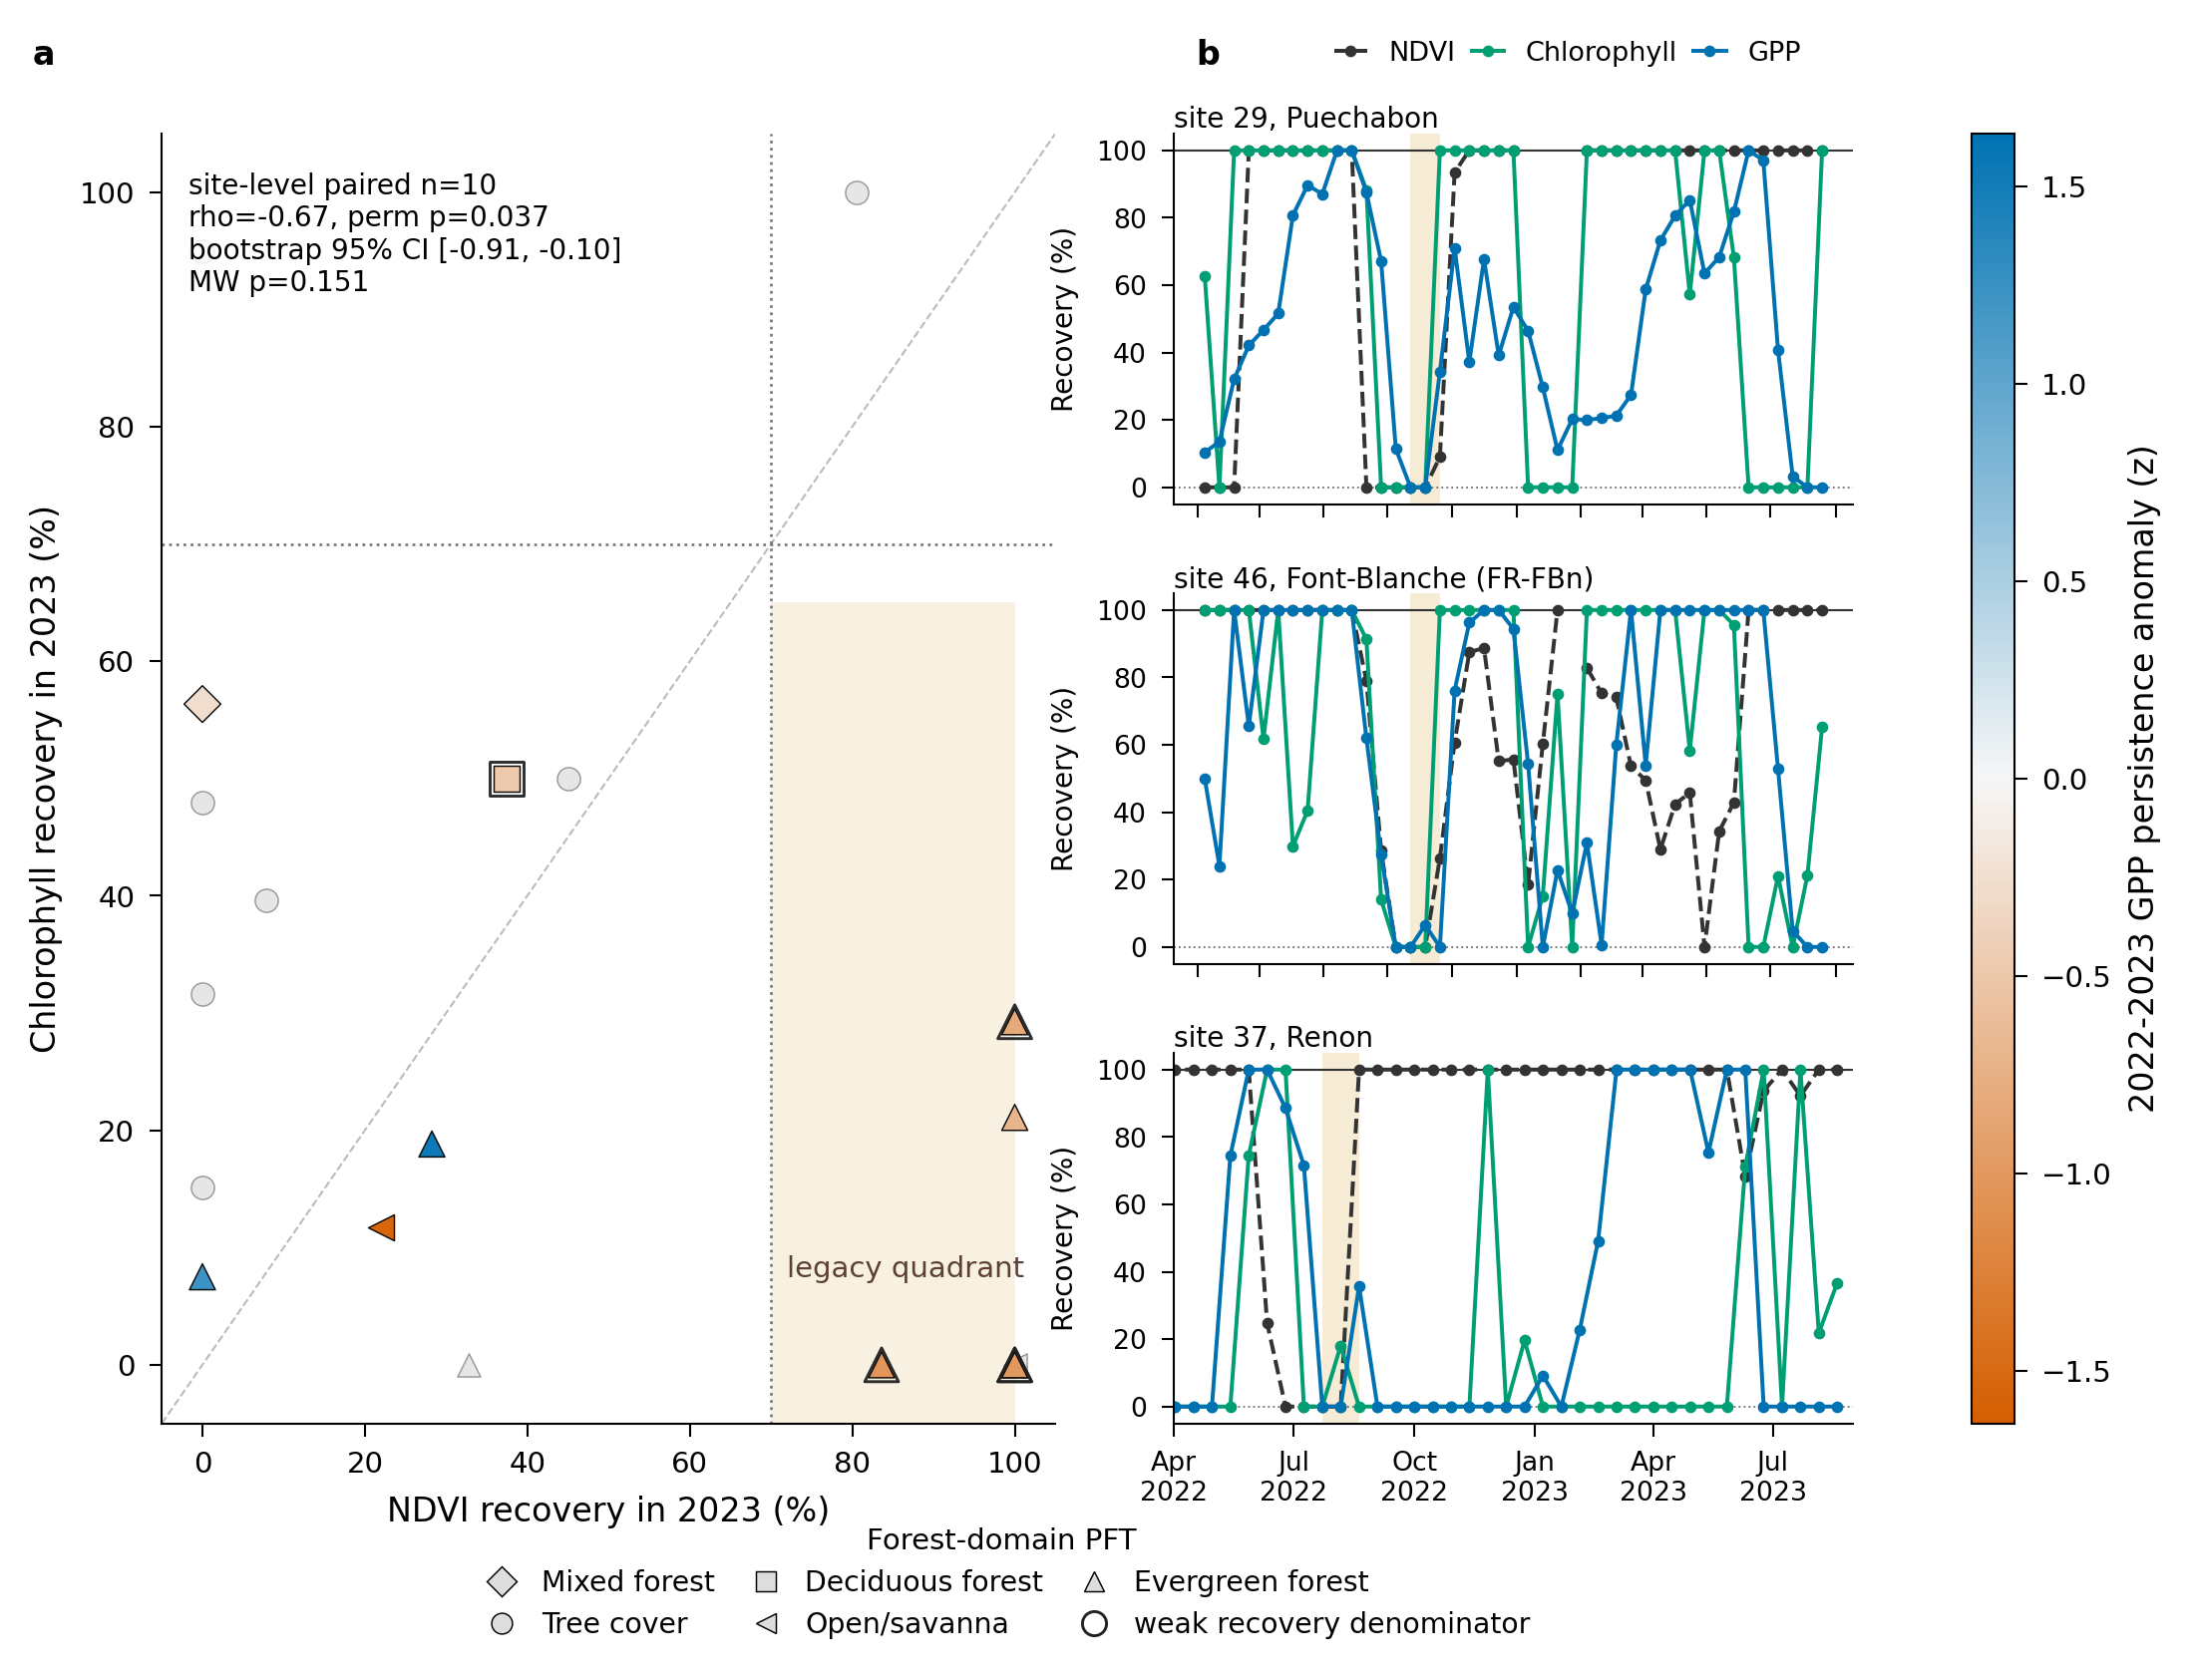 a
site-level paired n=10
rho=-0.67, perm p=0.037
bootstrap 95% CI [-0.91, -0.10]
MW p=0.151
legacy quadrant
100
80
60
40
20
0
Chlorophyll recovery in 2023 (%)
0 20 40 60 80 100
NDVI recovery in 2023 (%)
b
NDVI Chlorophyll GPP
site 29, Puechabon
100
80
60
40
20
0
Recovery (%)
site 46, Font-Blanche (FR-FBn)
100
80
60
40
20
0
Recovery (%)
site 37, Renon
100
80
60
40
20
0
Recovery (%)
Apr Jul Oct Jan Apr Jul
2022 2022 2022 2023 2023 2023
1.5
1.0
0.5
0.0
−0.5
−1.0
−1.5
2022-2023 GPP persistence anomaly (z)
Forest-domain PFT
Mixed forest Deciduous forest Evergreen forest
Tree cover Open/savanna weak recovery denominator